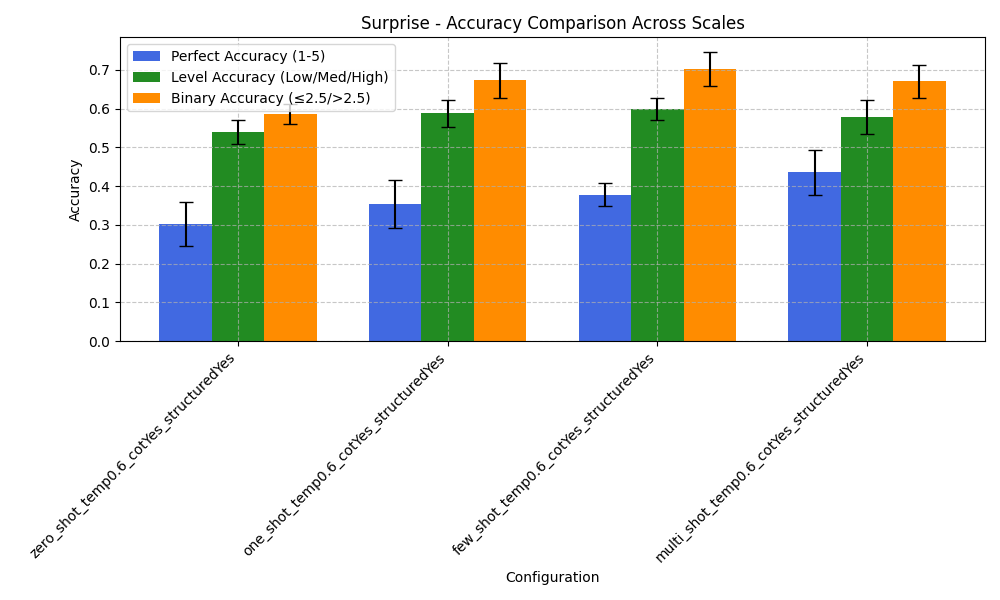 Surprise - Accuracy Comparison Across Scales
Perfect Accuracy (1-5)
Level Accuracy (Low/Med/High)
Binary Accuracy (≤2.5/>2.5)
Accuracy
0.7
0.6
0.5
0.4
0.3
0.2
0.1
0.0
zero_shot_temp0.6_cotYes_structuredYes
one_shot_temp0.6_cotYes_structuredYes
few_shot_temp0.6_cotYes_structuredYes
multi_shot_temp0.6_cotYes_structuredYes
Configuration